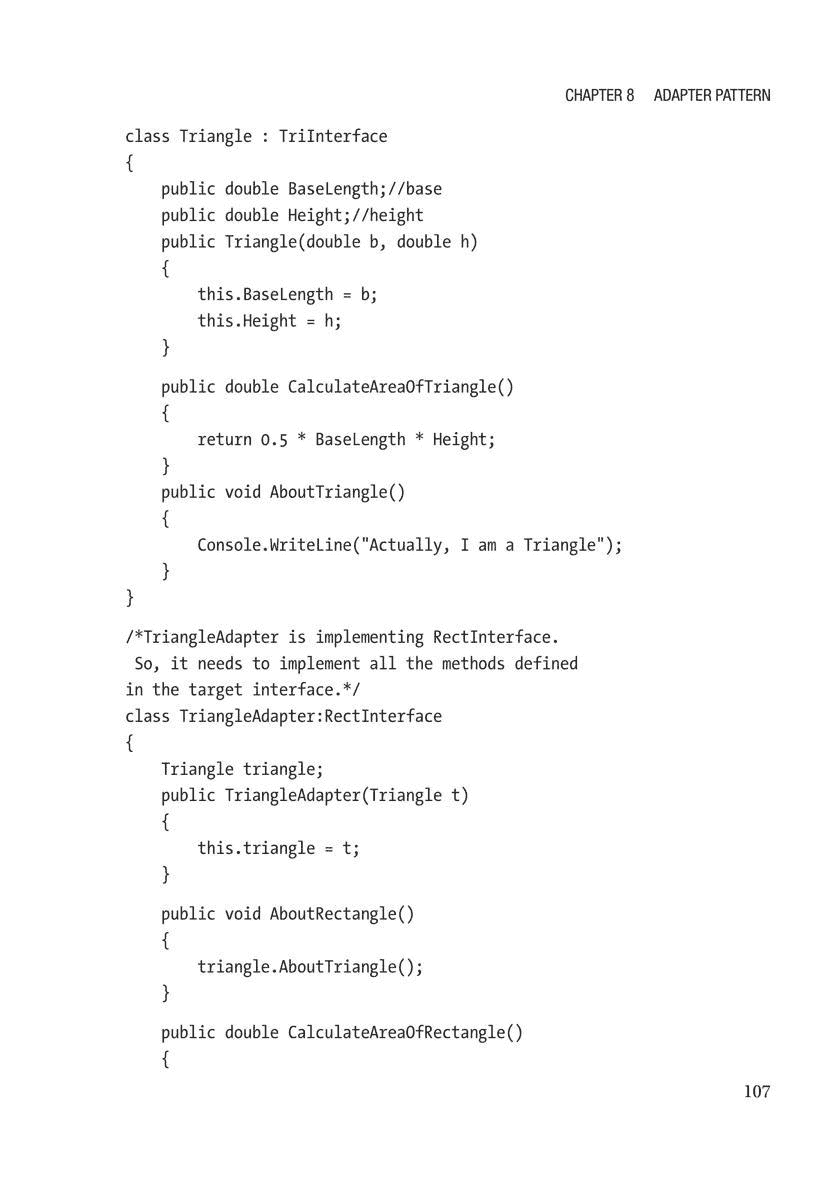 CHAPTER 8 ADAPTER PATTERN
class Triangle : TriInterface
{
public double BaseLength;//base
public double Height;//height
public Triangle(double b, double h)
{
this.BaseLength = b;
this.Height = h;
}
public double CalculateAreaOfTriangle()
{
return 0.5 * BaseLength * Height;
}
public void AboutTriangle()
{
Console.WriteLine("Actually, I am a Triangle");
}
}
/*TriangleAdapter is implementing RectInterface.
So, it needs to implement all the methods defined
in the target interface.*/
class TriangleAdapter:RectInterface
{
Triangle triangle;
public TriangleAdapter(Triangle t)
{
this.triangle = t;
}
public void AboutRectangle()
{
triangle.AboutTriangle();
}
public double CalculateAreaOfRectangle()
{
107